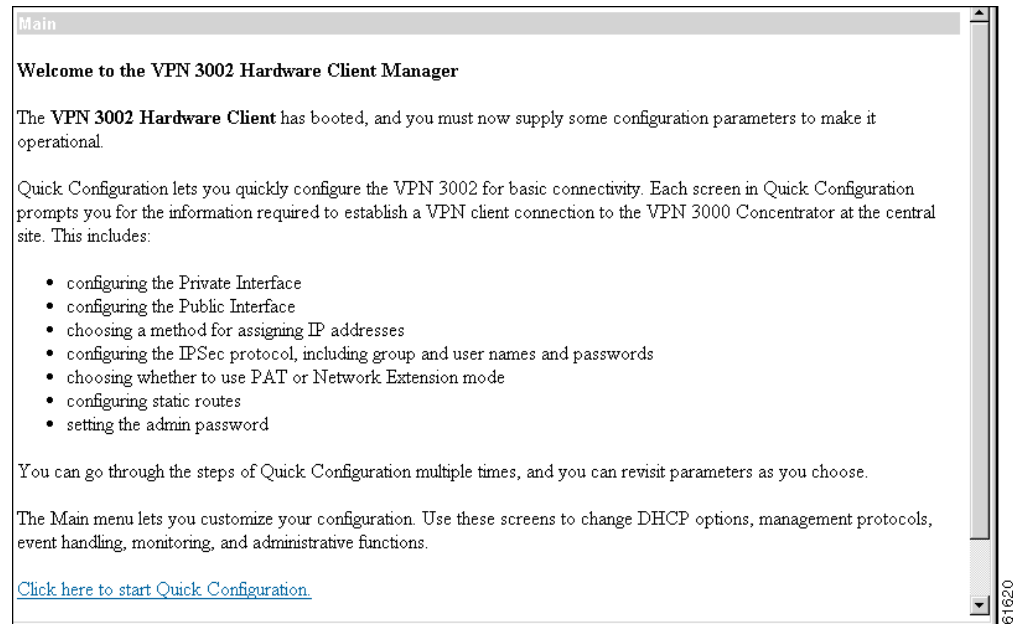 Main
Welcome to the VPN 3002 Hardware Client Manager
The VPN 3002 Hardware Client has booted, and you must now supply some configuration parameters to make it
operational.
Quick Configuration lets you quickly configure the VPN 3002 for basic connectivity. Each screen in Quick Configuration
prompts you for the information required to establish a VPN client connection to the VPN 3000 Concentrator at the central
site. This includes:
• configuring the Private Interface
• configuring the Public Interface
• choosing a method for assigning IP addresses
• configuring the IPSec protocol, including group and user names and passwords
• choosing whether to use PAT or Network Extension mode
• configuring static routes
• setting the admin password
You can go through the steps of Quick Configuration multiple times, and you can revisit parameters as you choose.
The Main menu lets you customize your configuration. Use these screens to change DHCP options, management protocols,
event handling, monitoring, and administrative functions.
Click here to start Quick Configuration.
61620